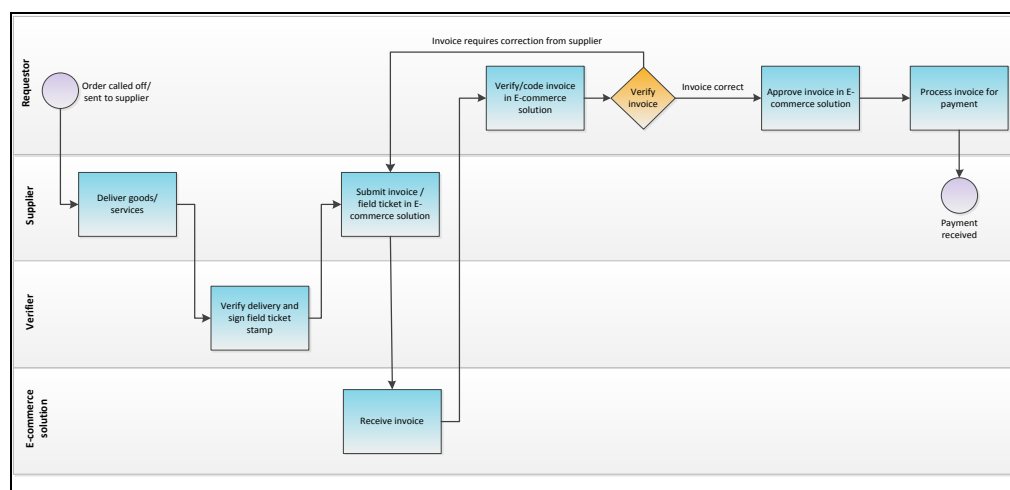 Requestor
Order called off/
sent to supplier
Invoice requires correction from supplier
Verify/code invoice
in E-commerce
solution
Verify
invoice
Invoice correct
Approve invoice in E-
commerce solution
Process invoice for
payment
Supplier
Deliver goods/
services
Submit invoice /
field ticket in E-
commerce solution
Payment
received
Verifier
Verify delivery and
sign field ticket
stamp
E-commerce
solution
Receive invoice